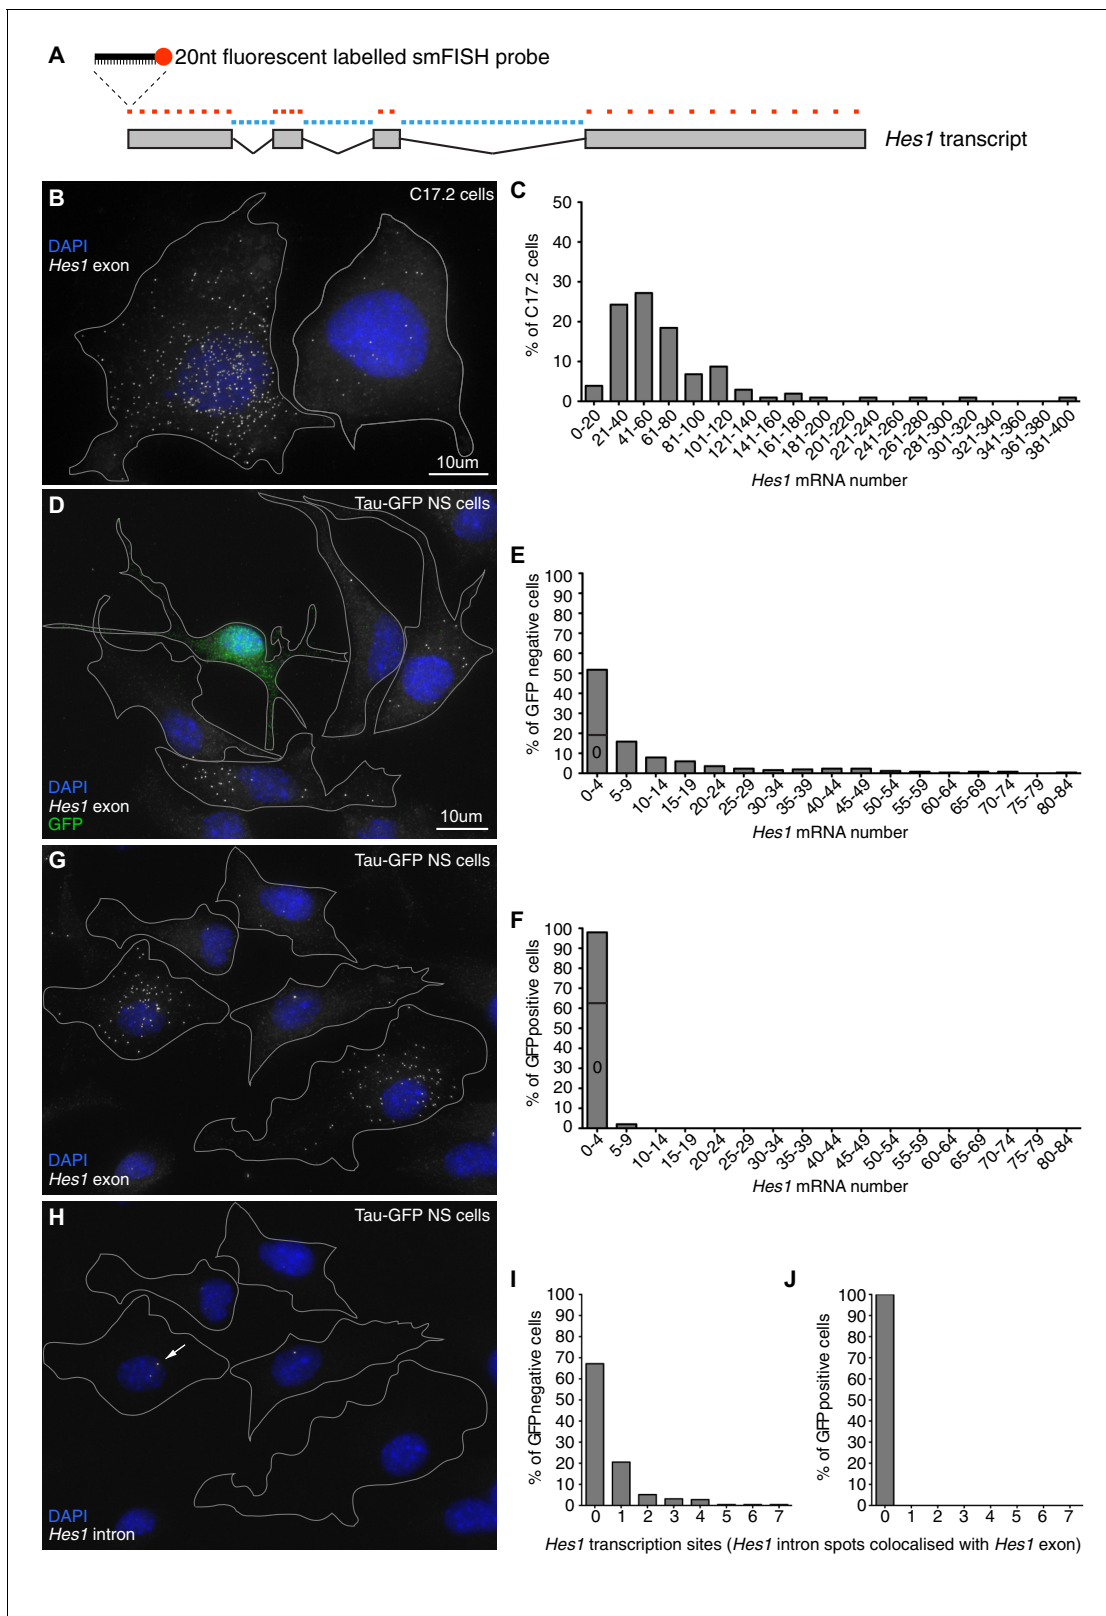 A
20nt fluorescent labelled smFISH probe
Hes1 transcript
B
C17.2 cells
DAPI
Hes1 exon
10um
C
% of C17.2 cells
50
40
30
20
10
0
0-20
21-40
41-60
61-80
81-100
101-120
121-140
141-160
161-180
181-200
201-220
221-240
241-260
261-280
281-300
301-320
321-340
341-360
361-380
381-400
Hes1 mRNA number
D
Tau-GFP NS cells
DAPI
Hes1 exon
GFP
10um
E
% of GFP negative cells
100
90
80
70
60
50
40
30
20
10
0
0
0-4
5-9
10-14
15-19
20-24
25-29
30-34
35-39
40-44
45-49
50-54
55-59
60-64
65-69
70-74
75-79
80-84
Hes1 mRNA number
G
Tau-GFP NS cells
DAPI
Hes1 exon
F
% of GFP positive cells
100
90
80
70
60
50
40
30
20
10
0
0
0-4
5-9
10-14
15-19
20-24
25-29
30-34
35-39
40-44
45-49
50-54
55-59
60-64
65-69
70-74
75-79
80-84
Hes1 mRNA number
H
Tau-GFP NS cells
DAPI
Hes1 intron
I
% of GFP negative cells
100
90
80
70
60
50
40
30
20
10
0
0 1 2 3 4 5 6 7
J
% of GFP positive cells
100
90
80
70
60
50
40
30
20
10
0
0 1 2 3 4 5 6 7
Hes1 transcription sites (Hes1 intron spots colocalised with Hes1 exon)